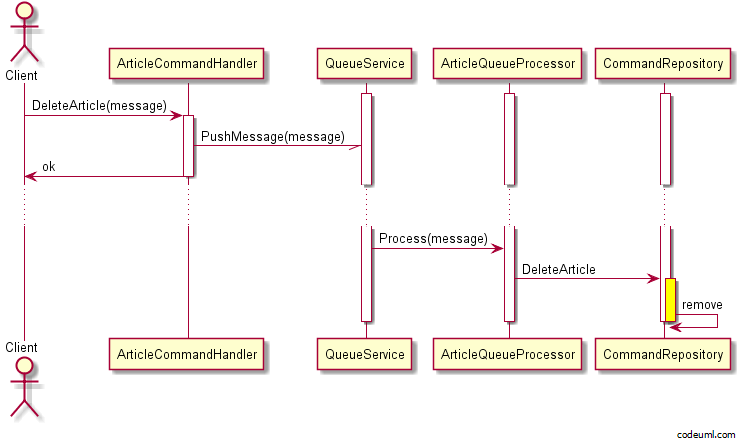 Client
ArticleCommandHandler
QueueService
ArticleQueueProcessor
CommandRepository
DeleteArticle(message)
PushMessage(message)
ok
Process(message)
DeleteArticle
remove
Client
ArticleCommandHandler
QueueService
ArticleQueueProcessor
CommandRepository
codeuml.com